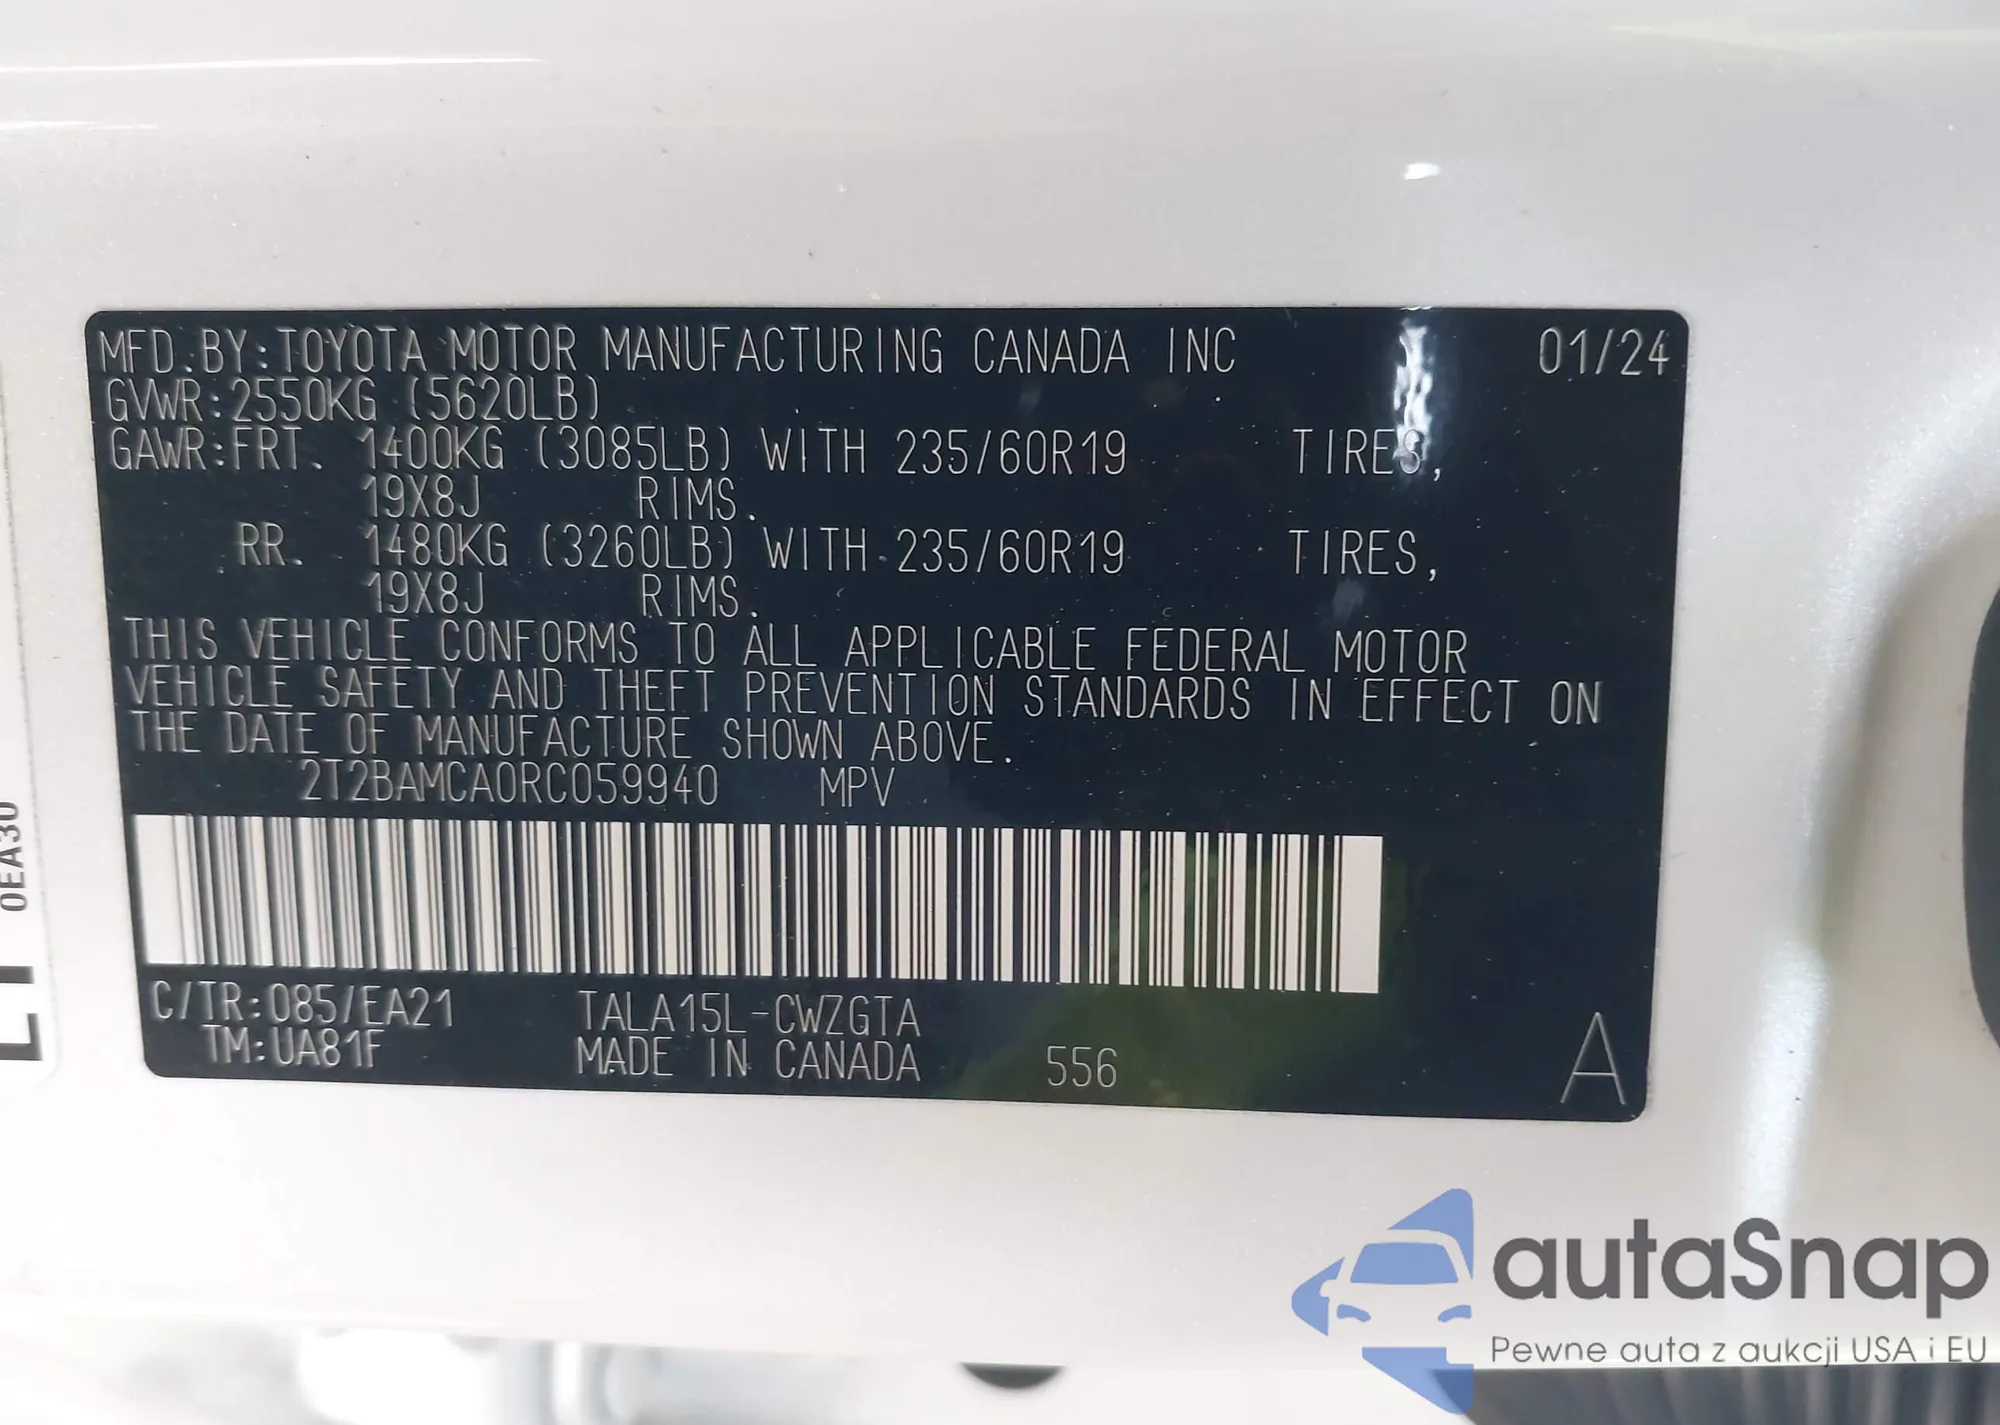 MFD.BY:TOYOTA MOTOR MANUFACTURING CANADA INC 01/24
GVWR:2550KG (5620LB)
GAWR:FRT. 1400KG (3085LB) WITH 235/60R19 TIRES,
19X8J RIMS.
RR. 1480KG (3260LB) WITH 235/60R19 TIRES,
19X8J RIMS.
THIS VEHICLE CONFORMS TO ALL APPLICABLE FEDERAL MOTOR
VEHICLE SAFETY AND THEFT PREVENTION STANDARDS IN EFFECT ON
THE DATE OF MANUFACTURE SHOWN ABOVE.
2T2BAMCA0RC059940 MPV
C/TR:085/EA21 TALA15L-CWZGTA
TM:UA81F MADE IN CANADA 556 A
0EA30
autaSnap
Pewne auta z aukcji USA i EU